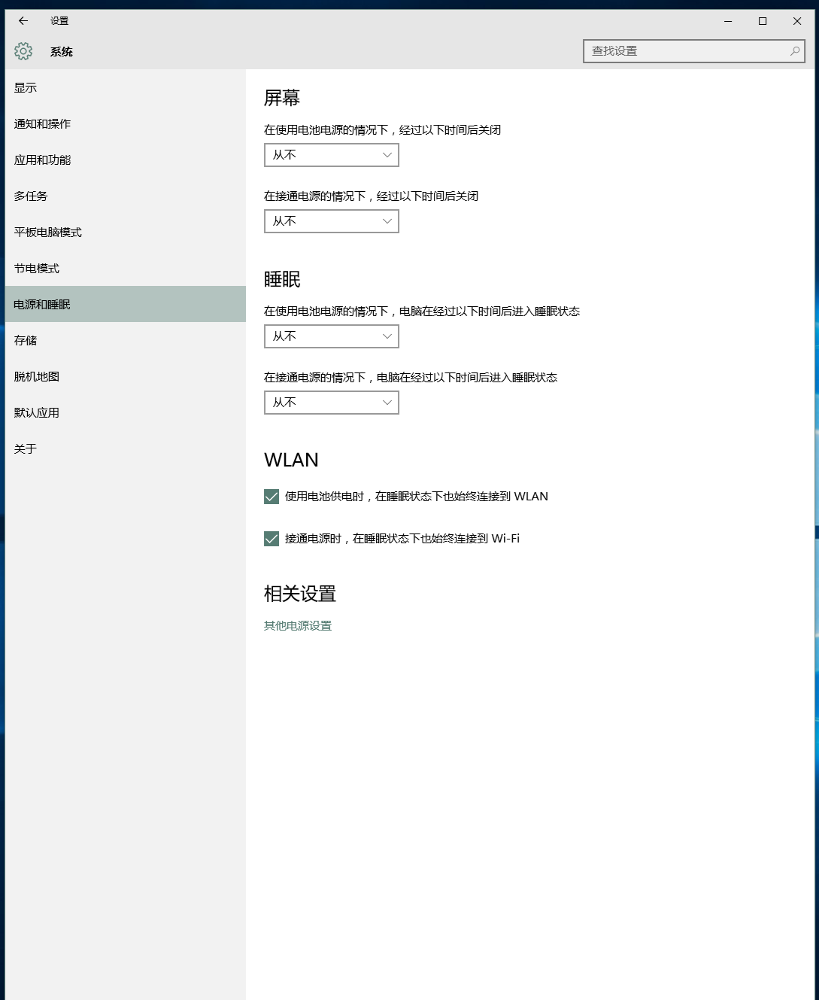 设置
系统
查找设置
显示
通知和操作
应用和功能
多任务
平板电脑模式
节电模式
电源和睡眠
存储
脱机地图
默认应用
关于
屏幕
在使用电池电源的情况下，经过以下时间后关闭
从不
在接通电源的情况下，经过以下时间后关闭
从不
睡眠
在使用电池电源的情况下，电脑在经过以下时间后进入睡眠状态
从不
在接通电源的情况下，电脑在经过以下时间后进入睡眠状态
从不
WLAN
使用电池供电时，在睡眠状态下也始终连接到 WLAN
接通电源时，在睡眠状态下也始终连接到 Wi-Fi
相关设置
其他电源设置